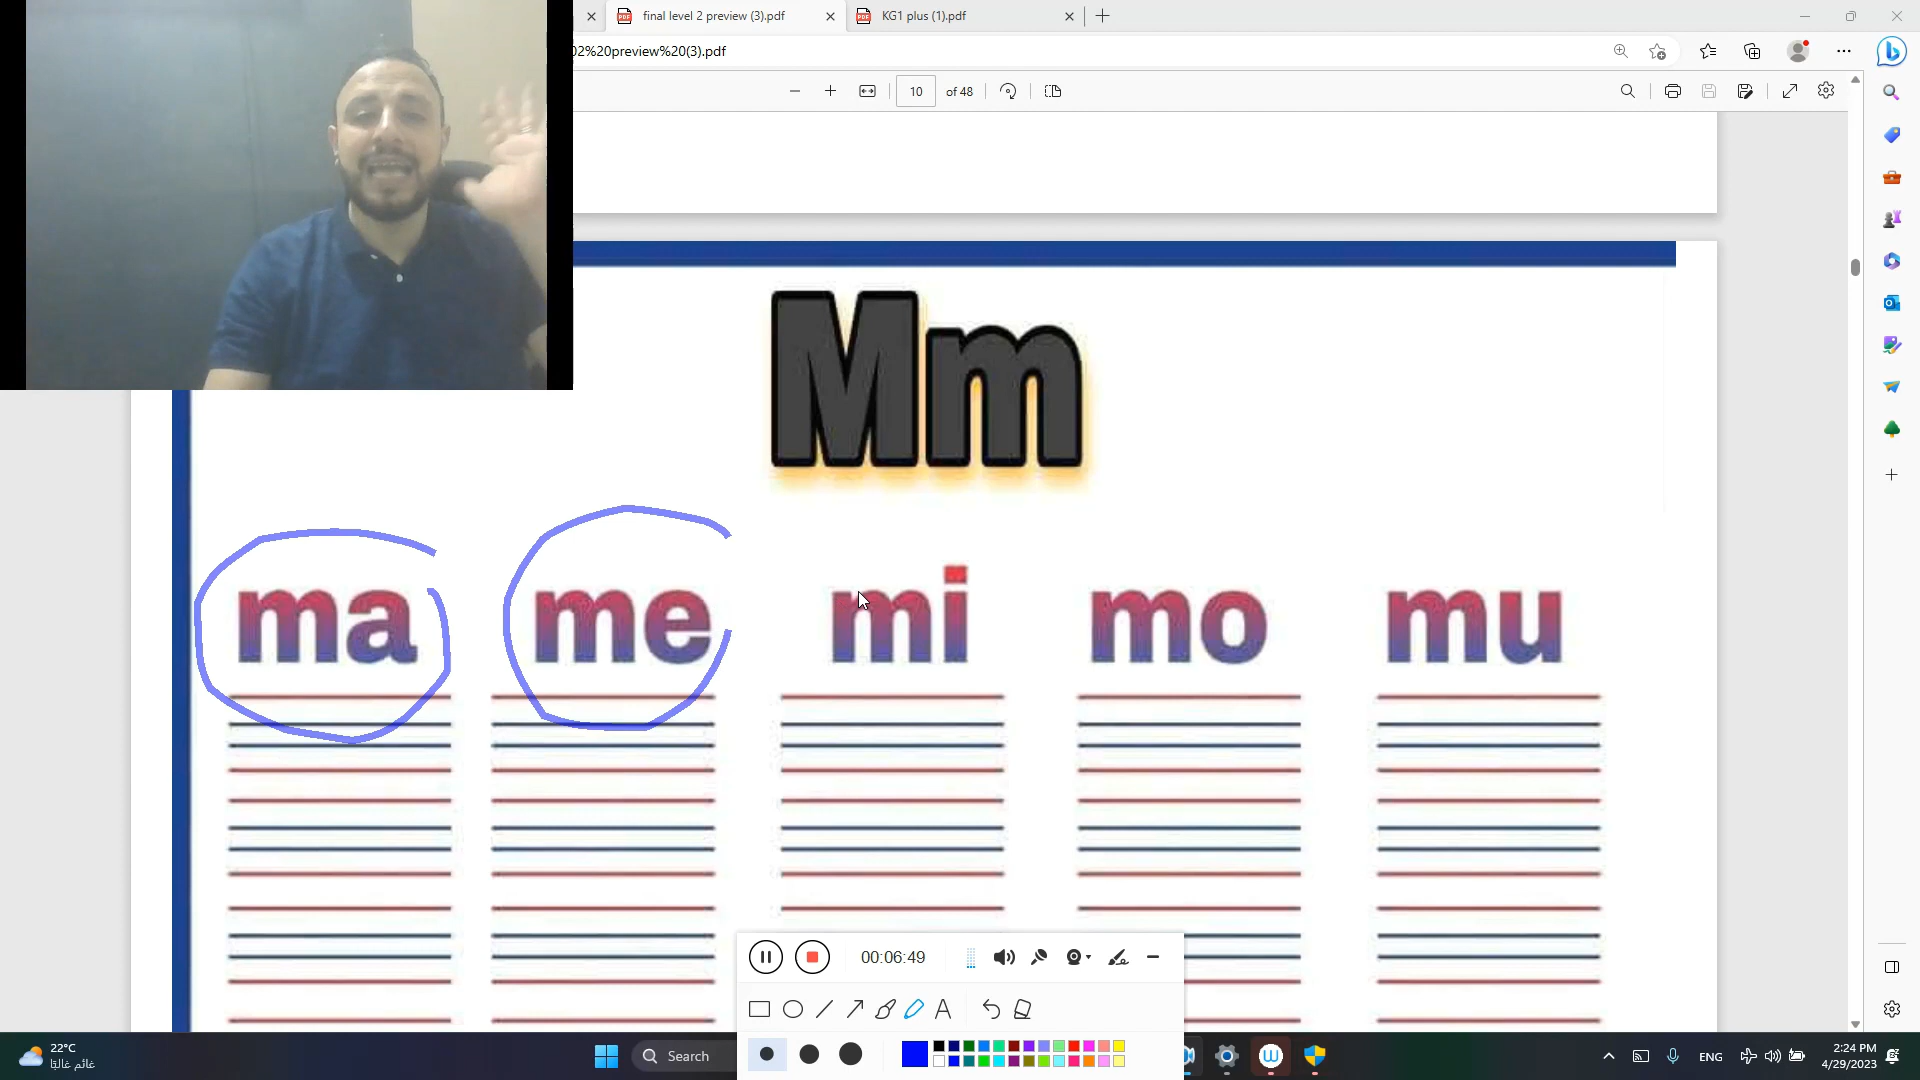 final level 2 preview (3).pdf
KG1 plus (1).pdf
02%20preview%20(3).pdf
10 of 48
Mm
ma me mi mo mu
00:06:49
A
22°C
غائم غالبًا
Search
ENG
2:24 PM
4/29/2023